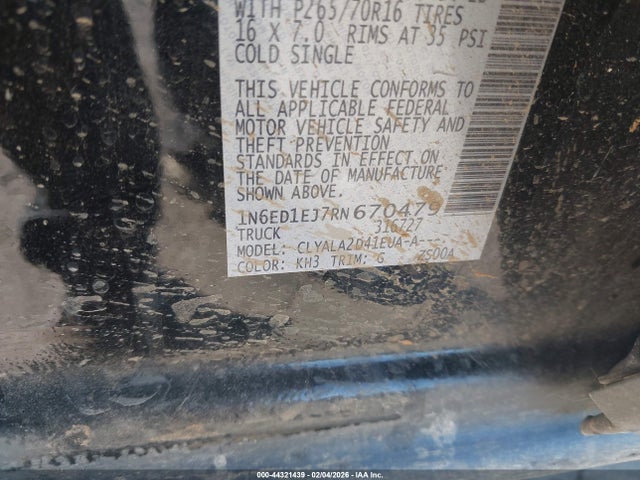 WITH P265/70R16 TIRES
16 X 7.0 RIMS AT 35 PSI
COLD SINGLE
THIS VEHICLE CONFORMS TO
ALL APPLICABLE FEDERAL
MOTOR VEHICLE SAFETY AND
THEFT PREVENTION
STANDARDS IN EFFECT ON
THE DATE OF MANUFACTURE
SHOWN ABOVE.
1N6ED1EJ7RN670479
TRUCK 316727
MODEL: CLYALA2D41EUA-A---
COLOR: KH3 TRIM: G ZS00A
000-44321439 - 02/04/2026 - IAA Inc.